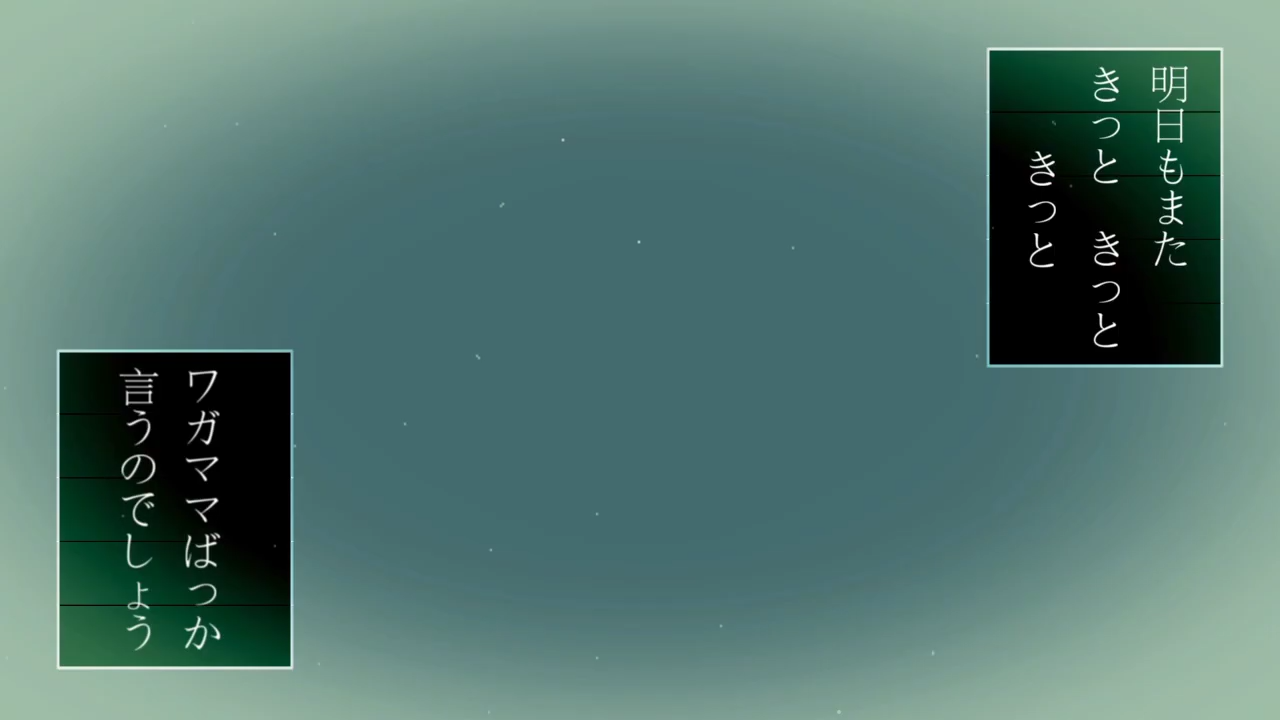 明日もまた
きっと　きっと
きっと
ワガママばっか
言うのでしょう